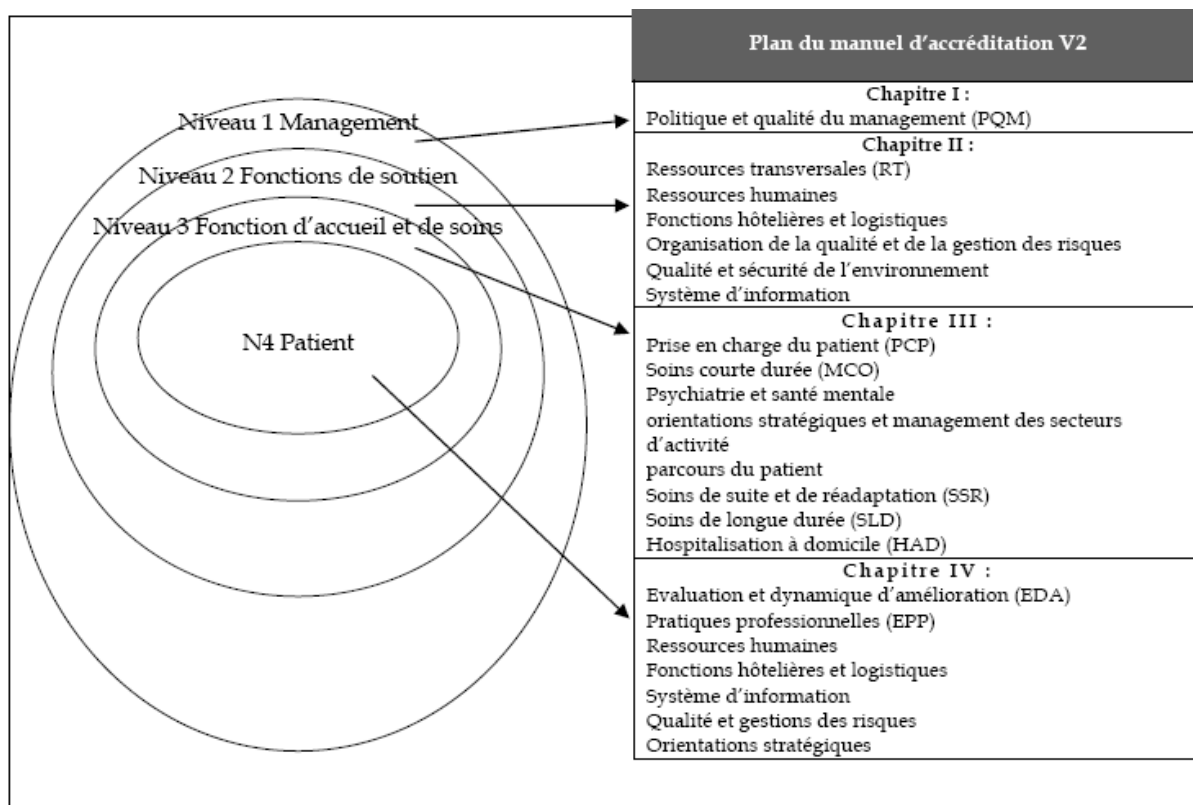 Niveau 1 Management
Niveau 2 Fonctions de soutien
Niveau 3 Fonction d'accueil et de soins
N4 Patient
Plan du manuel d'accréditation V2
Chapitre I :
Politique et qualité du management (PQM)
Chapitre II :
Ressources transversales (RT)
Ressources humaines
Fonctions hôtelières et logistiques
Organisation de la qualité et de la gestion des risques
Qualité et sécurité de l'environnement
Système d'information
Chapitre III :
Prise en charge du patient (PCP)
Soins courte durée (MCO)
Psychiatrie et santé mentale
orientations stratégiques et management des secteurs
d'activité
parcours du patient
Soins de suite et de réadaptation (SSR)
Soins de longue durée (SLD)
Hospitalisation à domicile (HAD)
Chapitre IV :
Evaluation et dynamique d'amélioration (EDA)
Pratiques professionnelles (EPP)
Ressources humaines
Fonctions hôtelières et logistiques
Système d'information
Qualité et gestions des risques
Orientations stratégiques